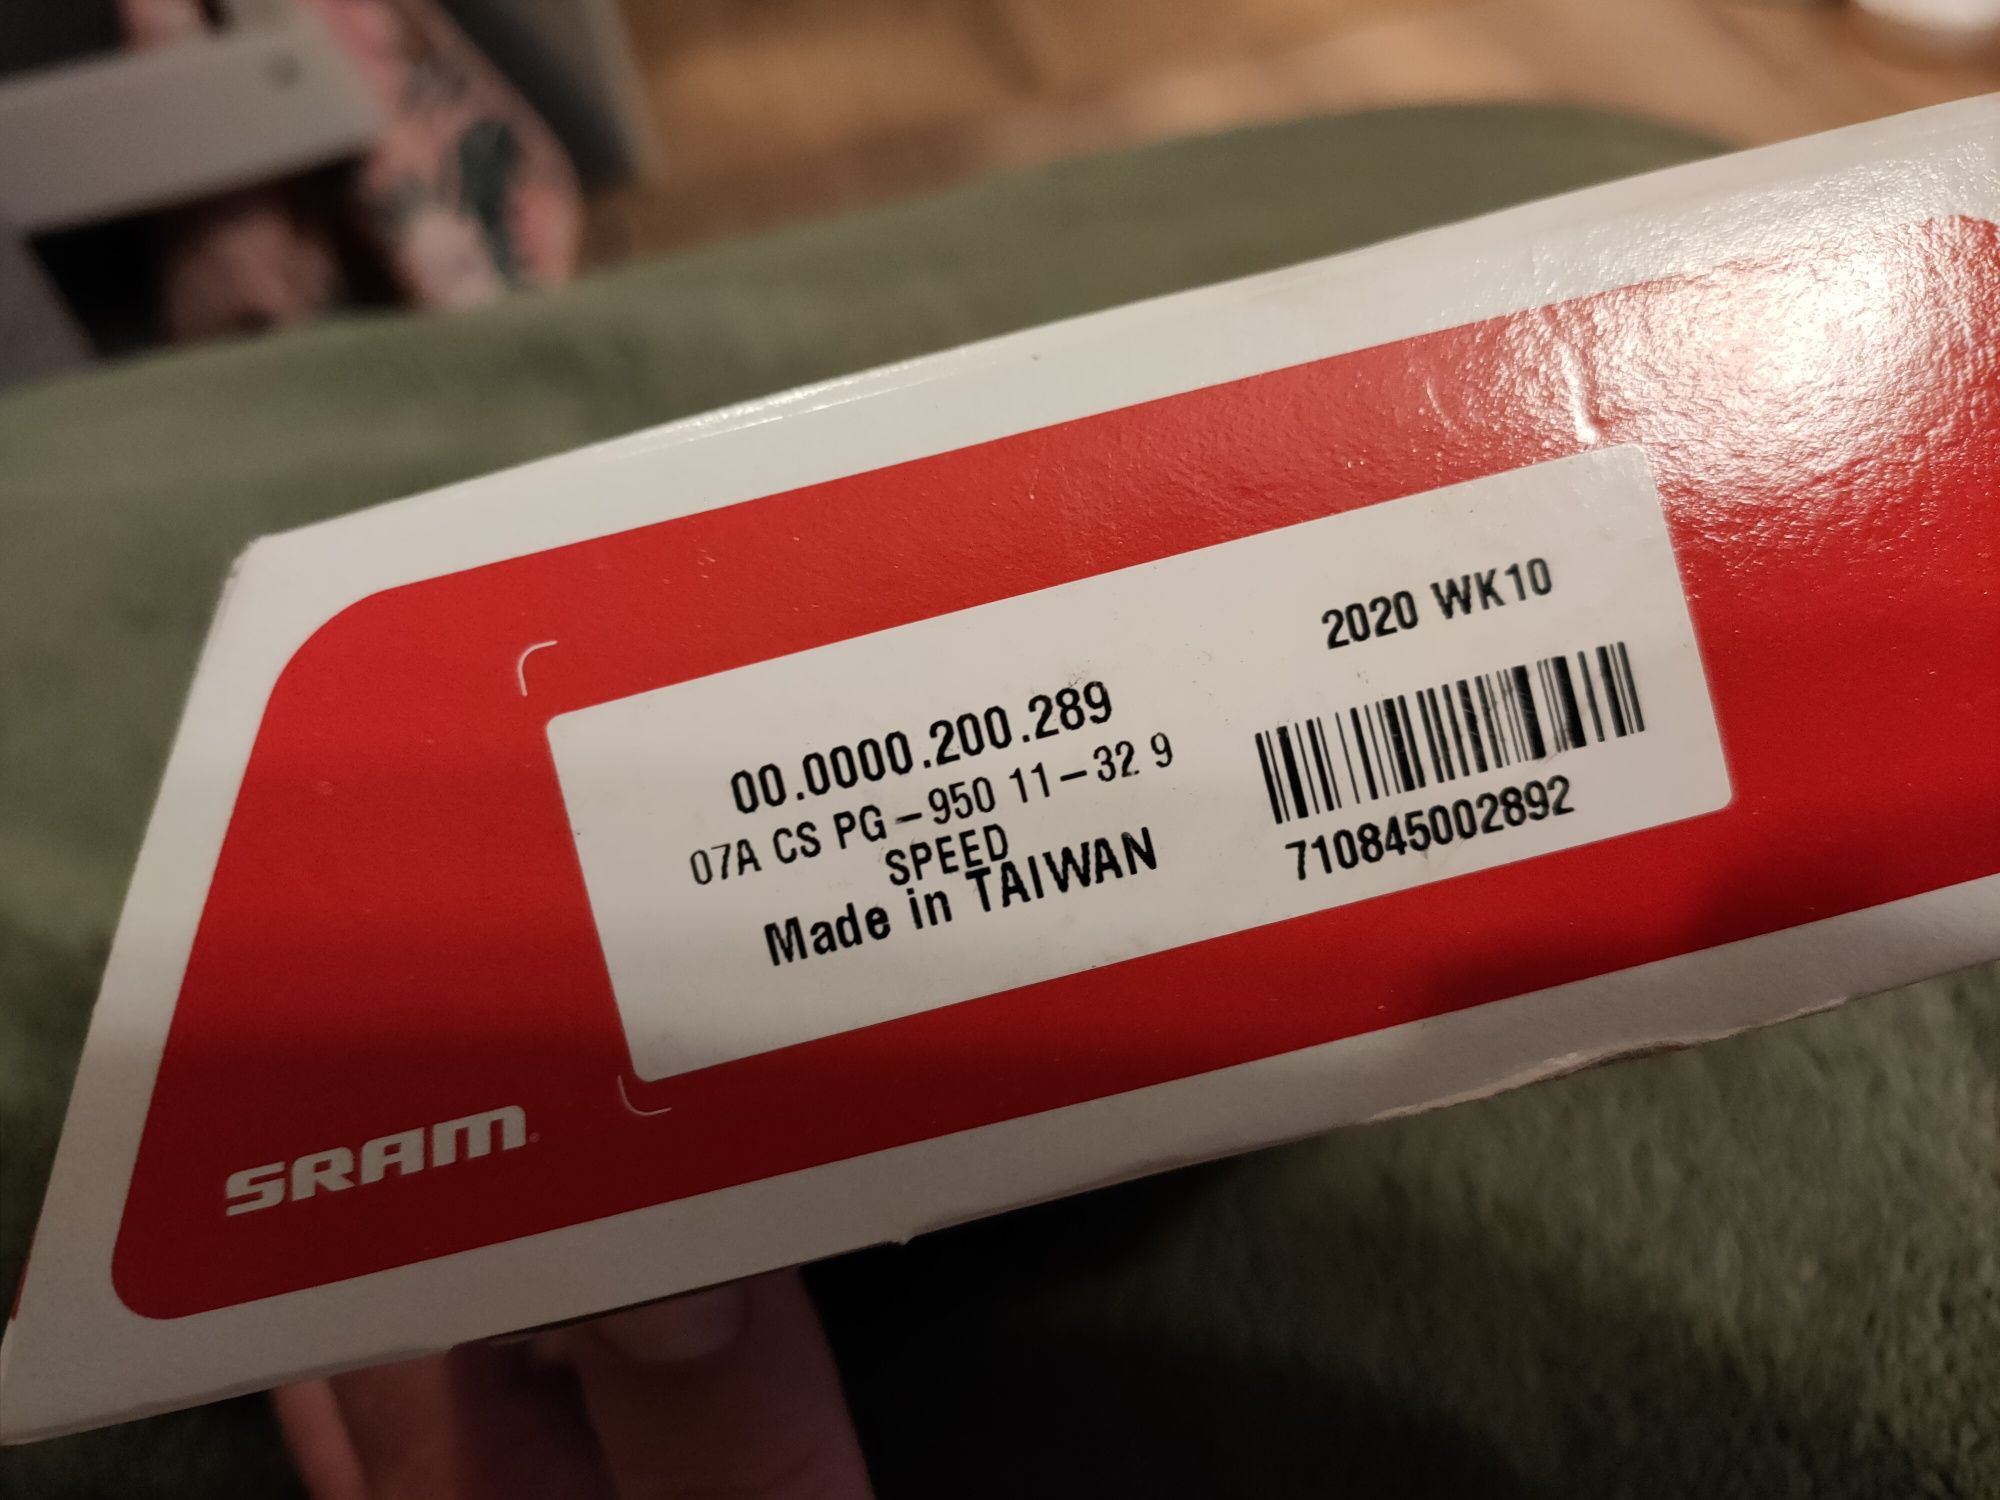 2020 WK10
00.0000.200.289
07A CS PG-950 11-32 9
SPEED
Made in TAIWAN
710845002892
SRAM